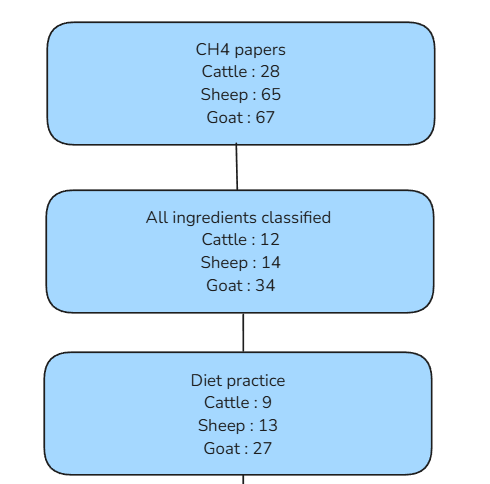 CH4 papers
Cattle : 28
Sheep : 65
Goat : 67
All ingredients classified
Cattle : 12
Sheep : 14
Goat : 34
Diet practice
Cattle : 9
Sheep : 13
Goat : 27